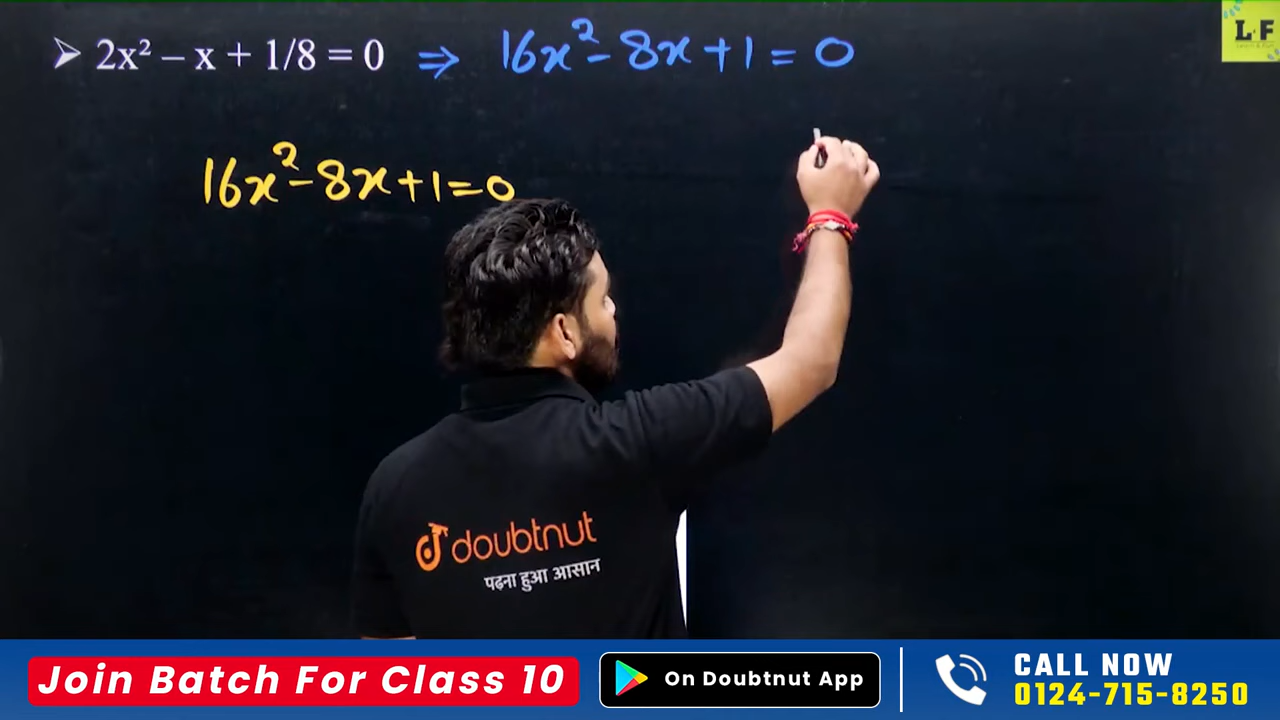 ➢ 2x² – x + 1/8 = 0 ⇒ 16x² - 8x + 1 = 0
L F
16x² - 8x + 1 = 0
doubtnut
पढ़ना हुआ आसान
Join Batch For Class 10
On Doubtnut App
CALL NOW
0124-715-8250